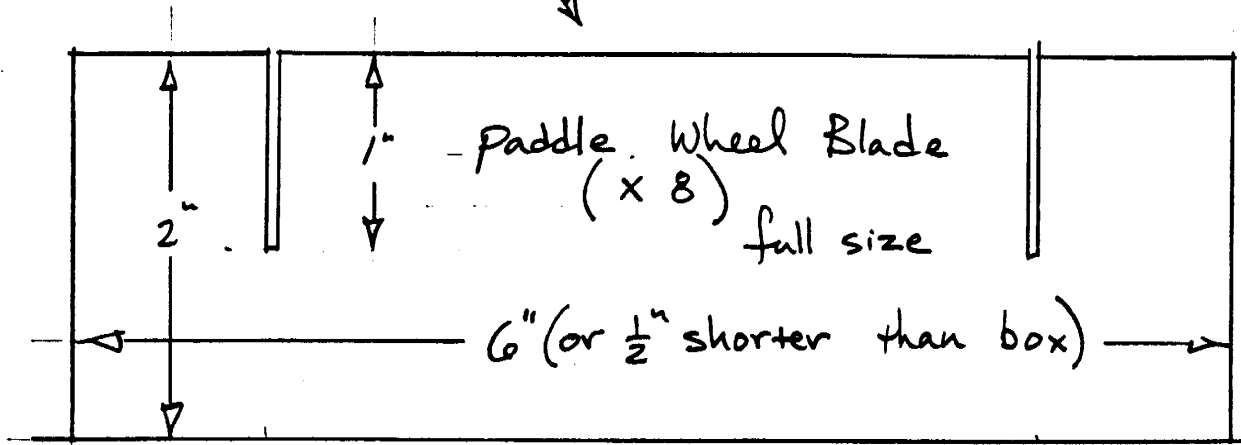 1"
Paddle Wheel Blade
(x 8)
2"
full size
6" (or ½" shorter than box)